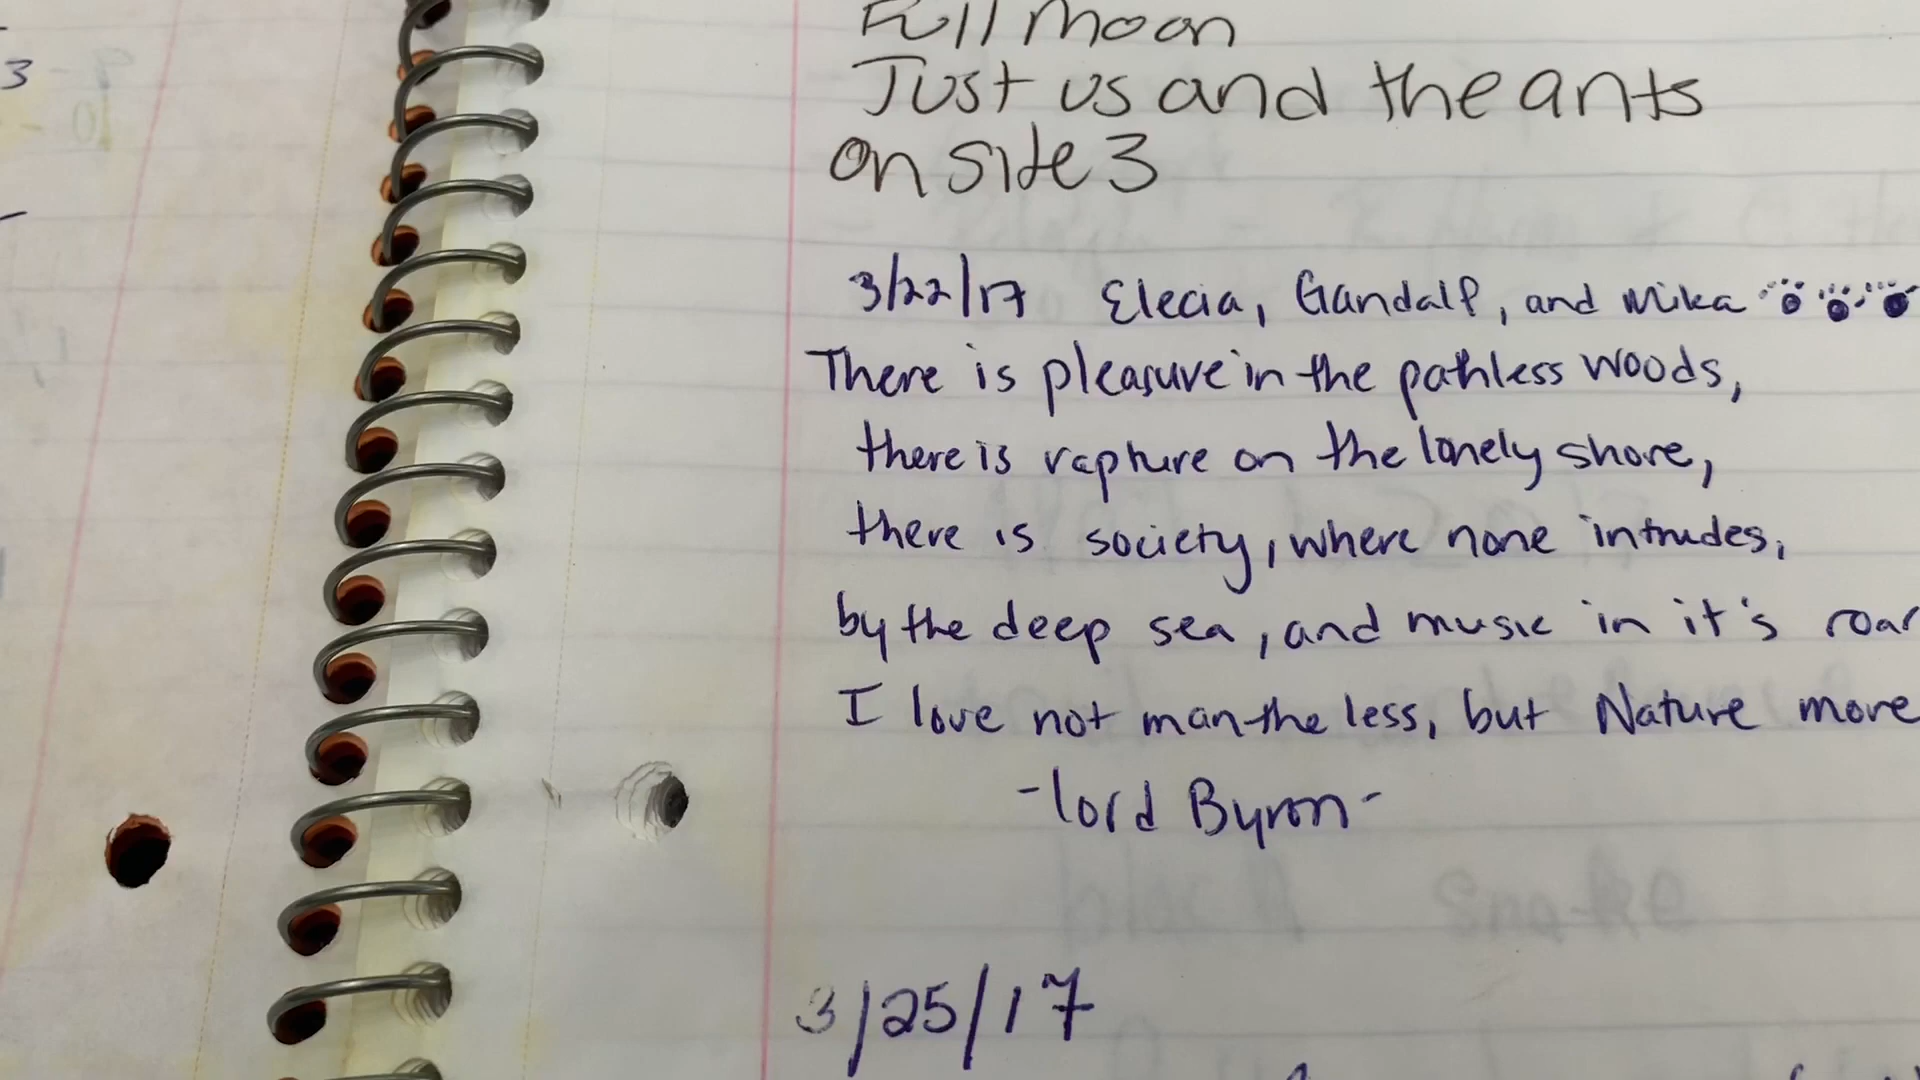 3
Full moon
Just us and the ants
on site 3
3/22/17 Elecia, Gandalf, and Mika
There is pleasure in the pathless woods,
there is rapture on the lonely shore,
there is society, where none intrudes,
by the deep sea, and music in it's roar
I love not man the less, but Nature more
-lord Byron-
3/25/17